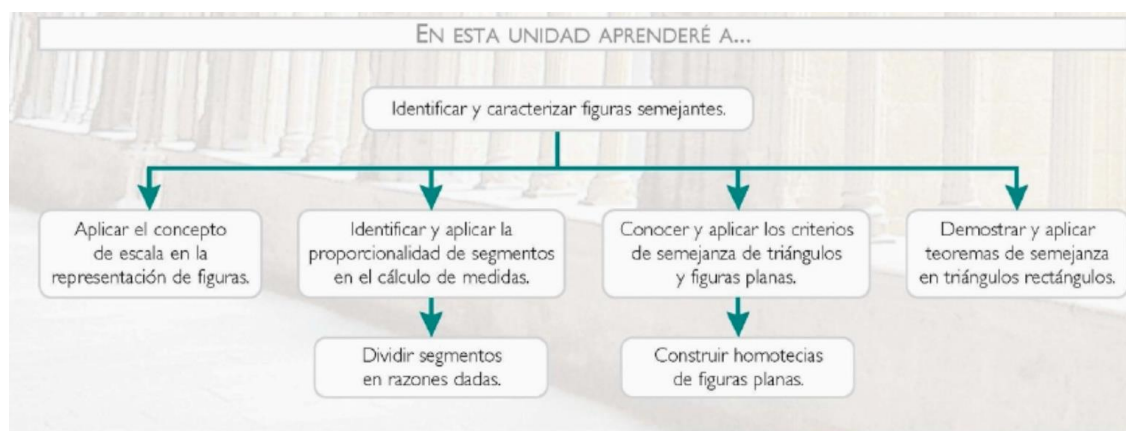 EN ESTA UNIDAD APRENDERÉ A...
Identificar y caracterizar figuras semejantes.
Aplicar el concepto
de escala en la
representación de figuras.
Identificar y aplicar la
proporcionalidad de segmentos
en el cálculo de medidas.
Conocer y aplicar los criterios
de semejanza de triángulos
y figuras planas.
Demostrar y aplicar
teoremas de semejanza
en triángulos rectángulos.
Dividir segmentos
en razones dadas.
Construir homotecias
de figuras planas.